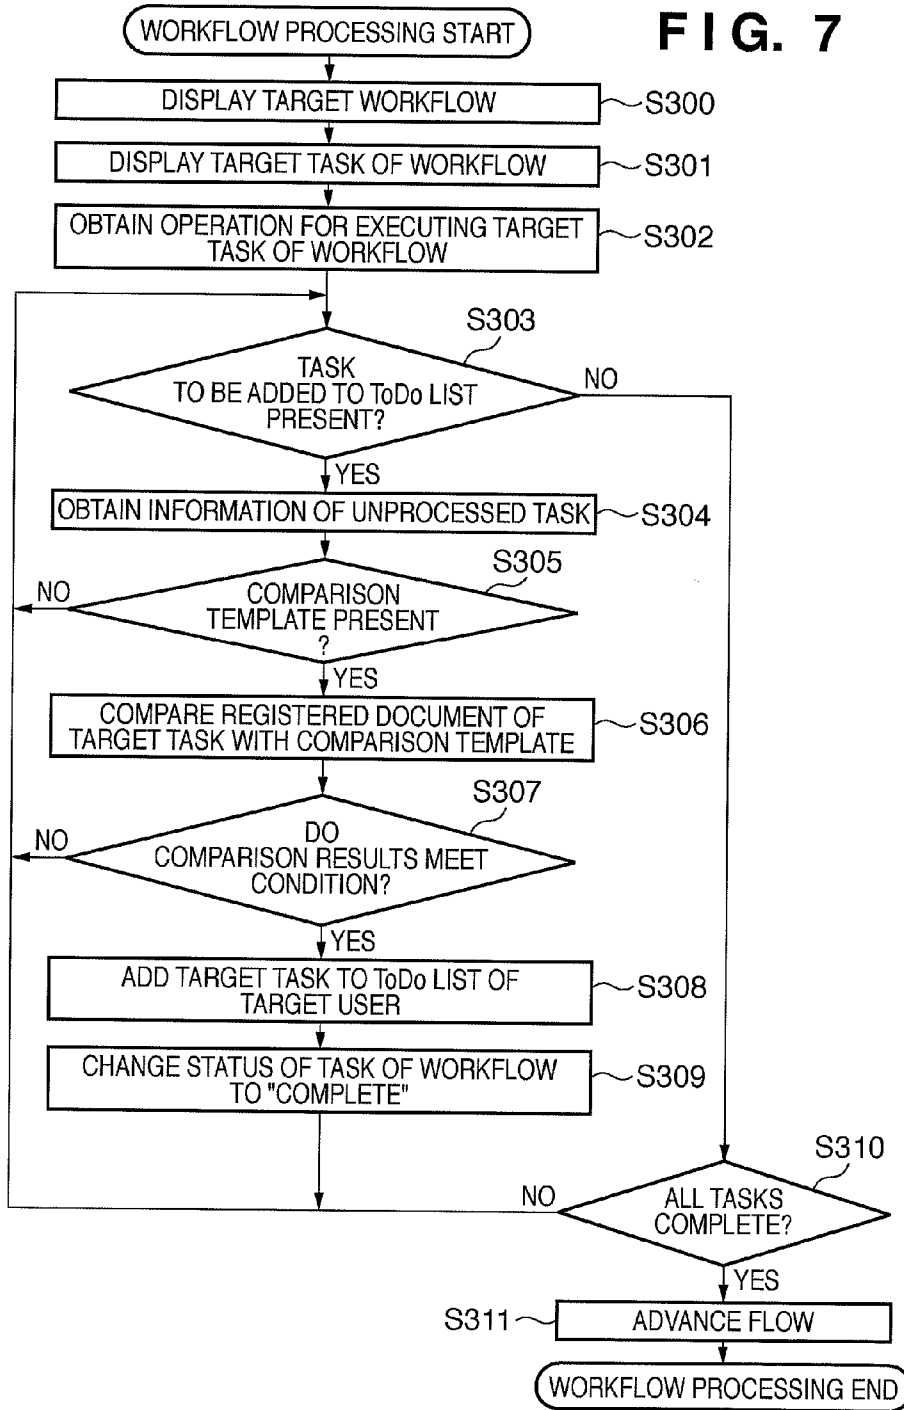 FIG. 7
WORKFLOW PROCESSING START
DISPLAY TARGET WORKFLOW
S300
DISPLAY TARGET TASK OF WORKFLOW
S301
OBTAIN OPERATION FOR EXECUTING TARGET
TASK OF WORKFLOW
S302
S303
TASK
TO BE ADDED TO ToDo LIST
PRESENT?
NO
YES
OBTAIN INFORMATION OF UNPROCESSED TASK
S304
S305
NO
COMPARISON
TEMPLATE PRESENT
?
YES
COMPARE REGISTERED DOCUMENT OF
TARGET TASK WITH COMPARISON TEMPLATE
S306
S307
NO
DO
COMPARISON RESULTS MEET
CONDITION?
YES
ADD TARGET TASK TO ToDo LIST OF
TARGET USER
S308
CHANGE STATUS OF TASK OF WORKFLOW
TO "COMPLETE"
S309
S310
NO
ALL TASKS
COMPLETE?
YES
S311
ADVANCE FLOW
WORKFLOW PROCESSING END